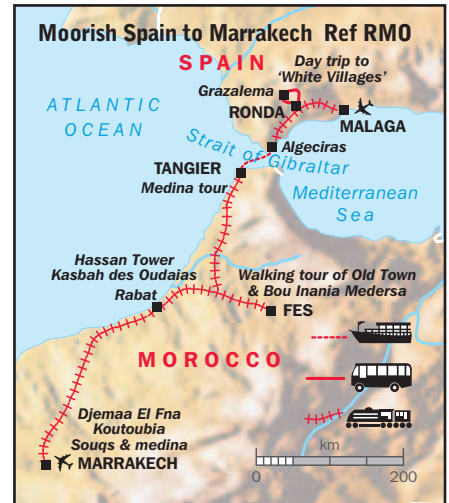 Moorish Spain to Marrakech Ref RMO
SPAIN
Day trip to
‘White Villages’
Grazalema
RONDA
MALAGA
ATLANTIC
OCEAN
Algeciras
Strait of Gibraltar
TANGIER
Medina tour
Mediterranean
Sea
Hassan Tower
Kasbah des Oudaias
Rabat
Walking tour of Old Town
& Bou Inania Medersa
FES
MOROCCO
Djemaa El Fna
Koutoubia
Souqs & medina
MARRAKECH
km
0 200